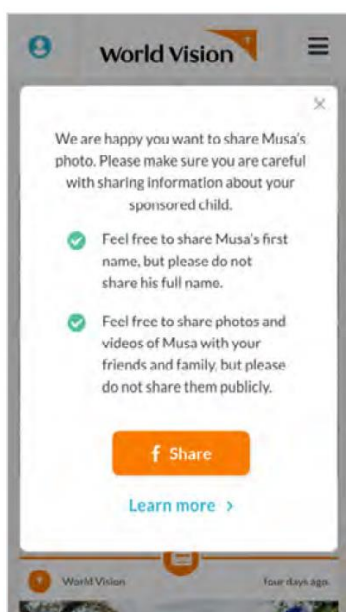 World Vision
We are happy you want to share Musa's
photo. Please make sure you are careful
with sharing information about your
sponsored child.
Feel free to share Musa's first
name, but please do not
share his full name.
Feel free to share photos and
videos of Musa with your
friends and family, but please
do not share them publicly.
f Share
Learn more >
World Vision
four days ago